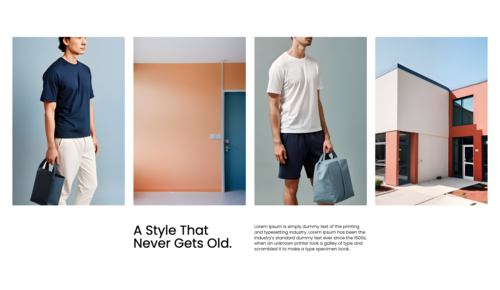 A Style That
Never Gets Old.
Lorem Ipsum is simply dummy text of the printing
and typesetting industry. Lorem Ipsum has been the
industry's standard dummy text ever since the 1500s,
when an unknown printer took a galley of type and
scrambled it to make a type specimen book.